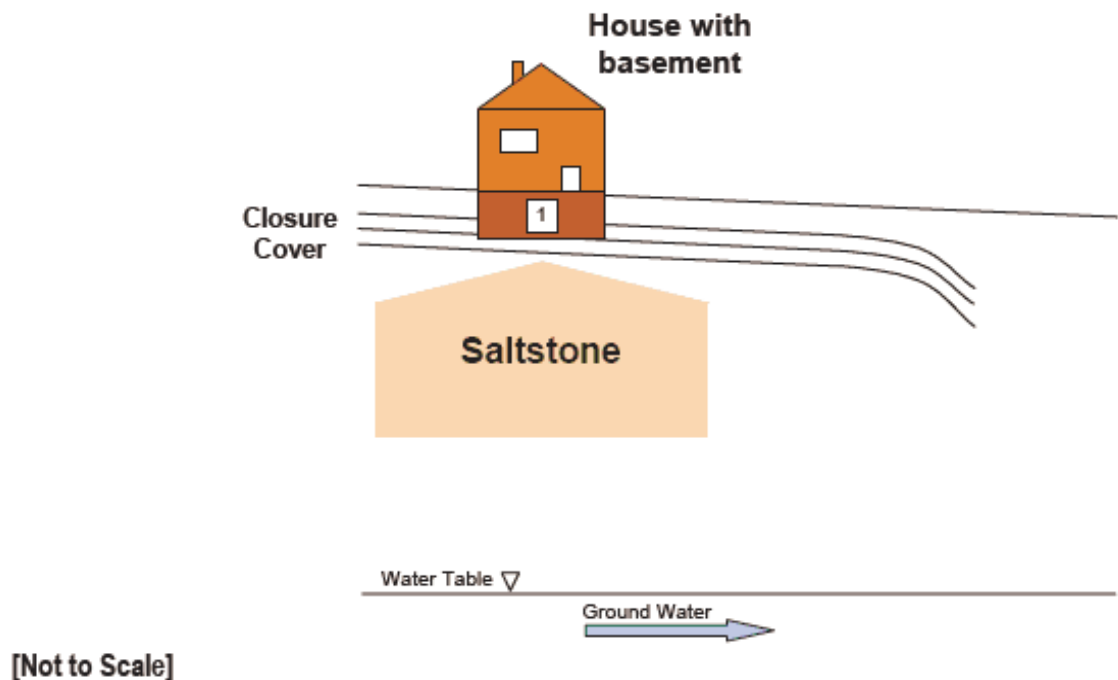 House with
basement
1
Closure
Cover
Saltstone
Water Table
Ground Water
[Not to Scale]